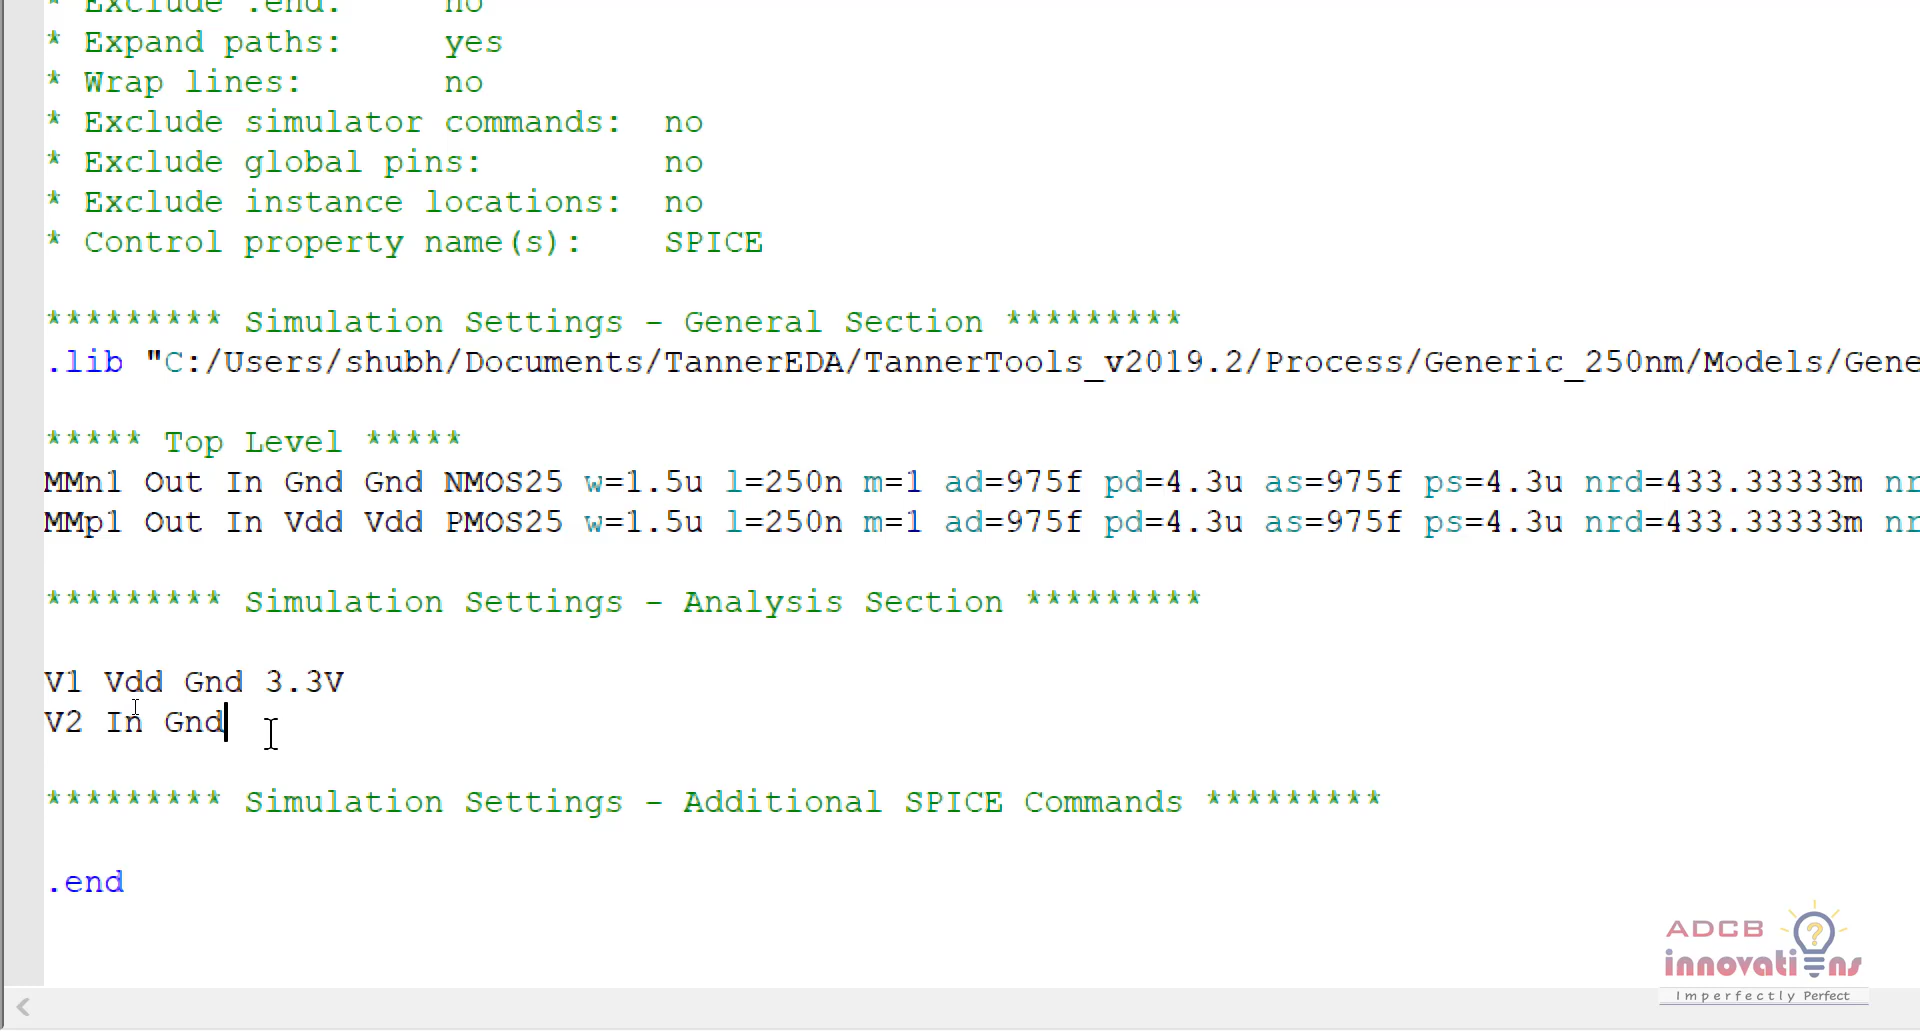 * Exclude .end: no
* Expand paths: yes
* Wrap lines: no
* Exclude simulator commands: no
* Exclude global pins: no
* Exclude instance locations: no
* Control property name(s): SPICE
********* Simulation Settings - General Section *********
.lib "C:/Users/shubh/Documents/TannerEDA/TannerTools_v2019.2/Process/Generic_250nm/Models/Gene
***** Top Level *****
MMn1 Out In Gnd Gnd NMOS25 w=1.5u l=250n m=1 ad=975f pd=4.3u as=975f ps=4.3u nrd=433.33333m nr
MMp1 Out In Vdd Vdd PMOS25 w=1.5u l=250n m=1 ad=975f pd=4.3u as=975f ps=4.3u nrd=433.33333m nr
********* Simulation Settings - Analysis Section *********
V1 Vdd Gnd 3.3V
V2 In Gnd
********* Simulation Settings - Additional SPICE Commands *********
.end
ADCB
innovations
Imperfectly Perfect